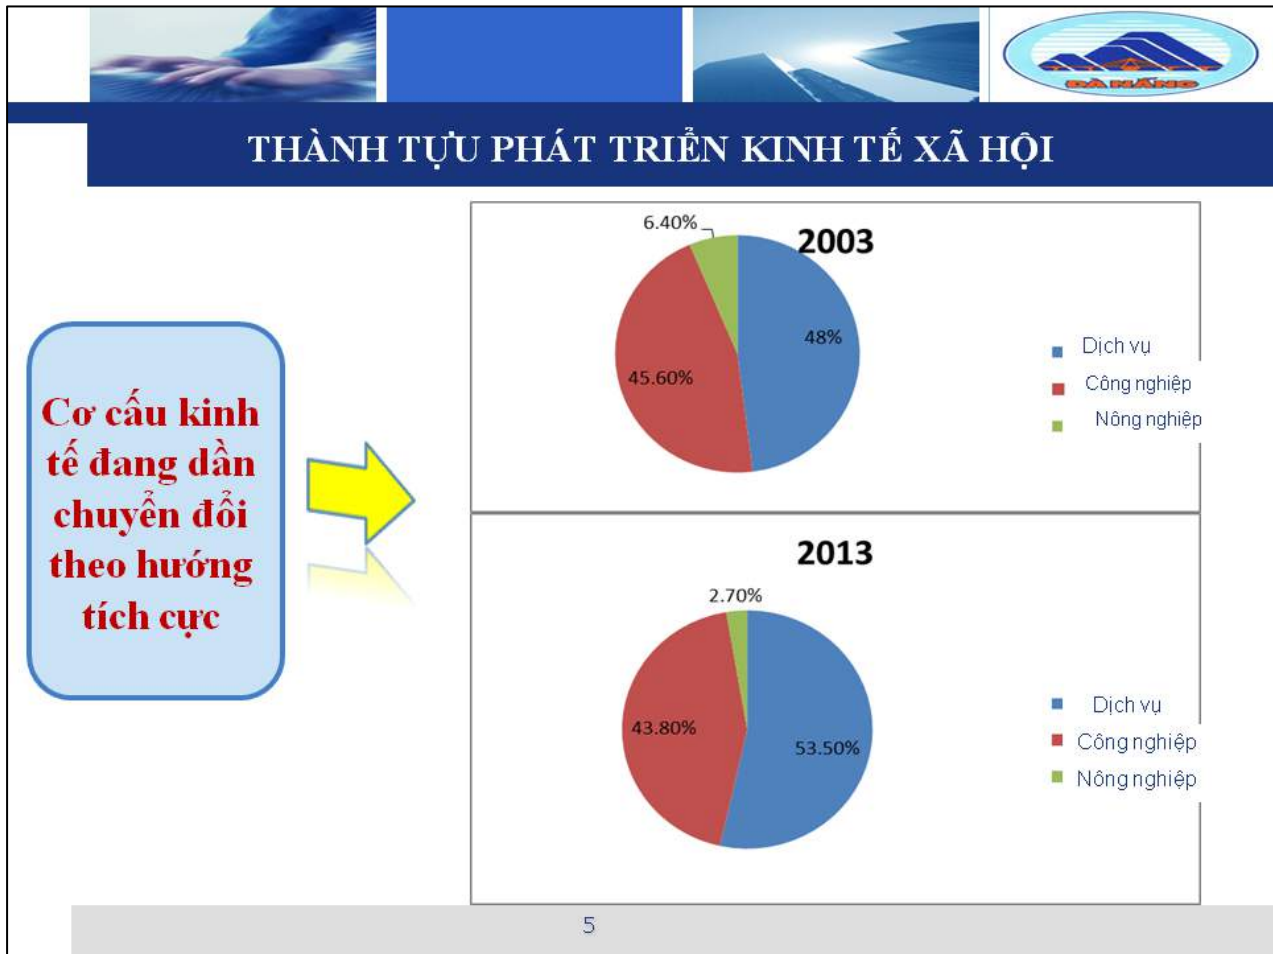 ĐÀ NẴNG
THÀNH TỰU PHÁT TRIỂN KINH TẾ XÃ HỘI
Cơ cấu kinh
tế đang dần
chuyển đổi
theo hướng
tích cực
2003
6.40%
48%
45.60%
Dịch vụ
Công nghiệp
Nông nghiệp
2013
2.70%
43.80%
53.50%
Dịch vụ
Công nghiệp
Nông nghiệp
5